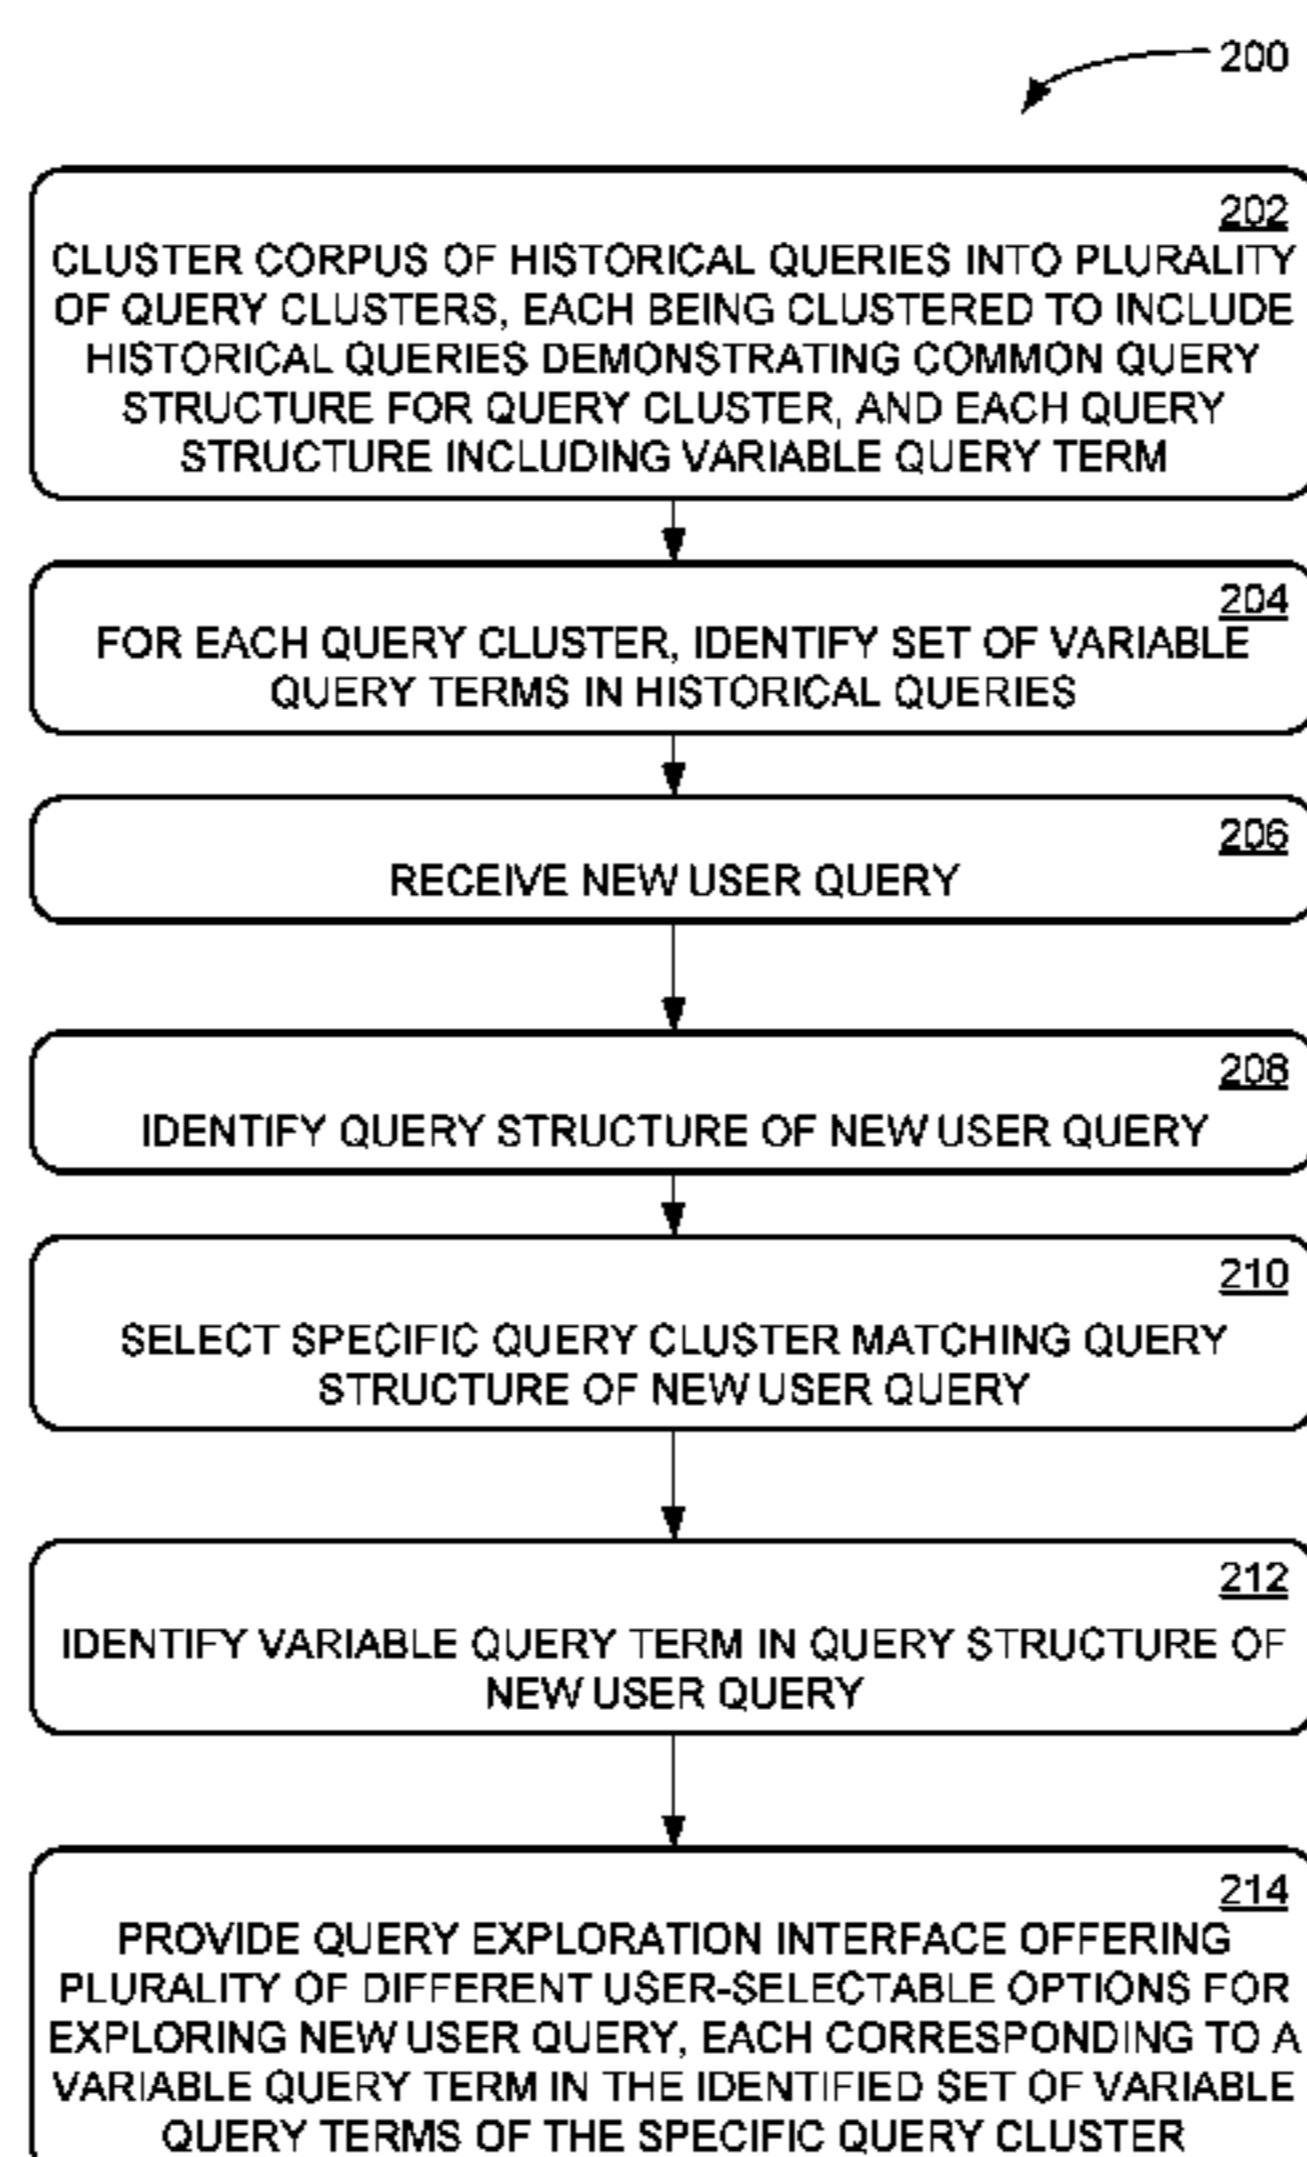 200
202
CLUSTER CORPUS OF HISTORICAL QUERIES INTO PLURALITY
OF QUERY CLUSTERS, EACH BEING CLUSTERED TO INCLUDE
HISTORICAL QUERIES DEMONSTRATING COMMON QUERY
STRUCTURE FOR QUERY CLUSTER, AND EACH QUERY
STRUCTURE INCLUDING VARIABLE QUERY TERM
204
FOR EACH QUERY CLUSTER, IDENTIFY SET OF VARIABLE
QUERY TERMS IN HISTORICAL QUERIES
206
RECEIVE NEW USER QUERY
208
IDENTIFY QUERY STRUCTURE OF NEW USER QUERY
210
SELECT SPECIFIC QUERY CLUSTER MATCHING QUERY
STRUCTURE OF NEW USER QUERY
212
IDENTIFY VARIABLE QUERY TERM IN QUERY STRUCTURE OF
NEW USER QUERY
214
PROVIDE QUERY EXPLORATION INTERFACE OFFERING
PLURALITY OF DIFFERENT USER-SELECTABLE OPTIONS FOR
EXPLORING NEW USER QUERY, EACH CORRESPONDING TO A
VARIABLE QUERY TERM IN THE IDENTIFIED SET OF VARIABLE
QUERY TERMS OF THE SPECIFIC QUERY CLUSTER